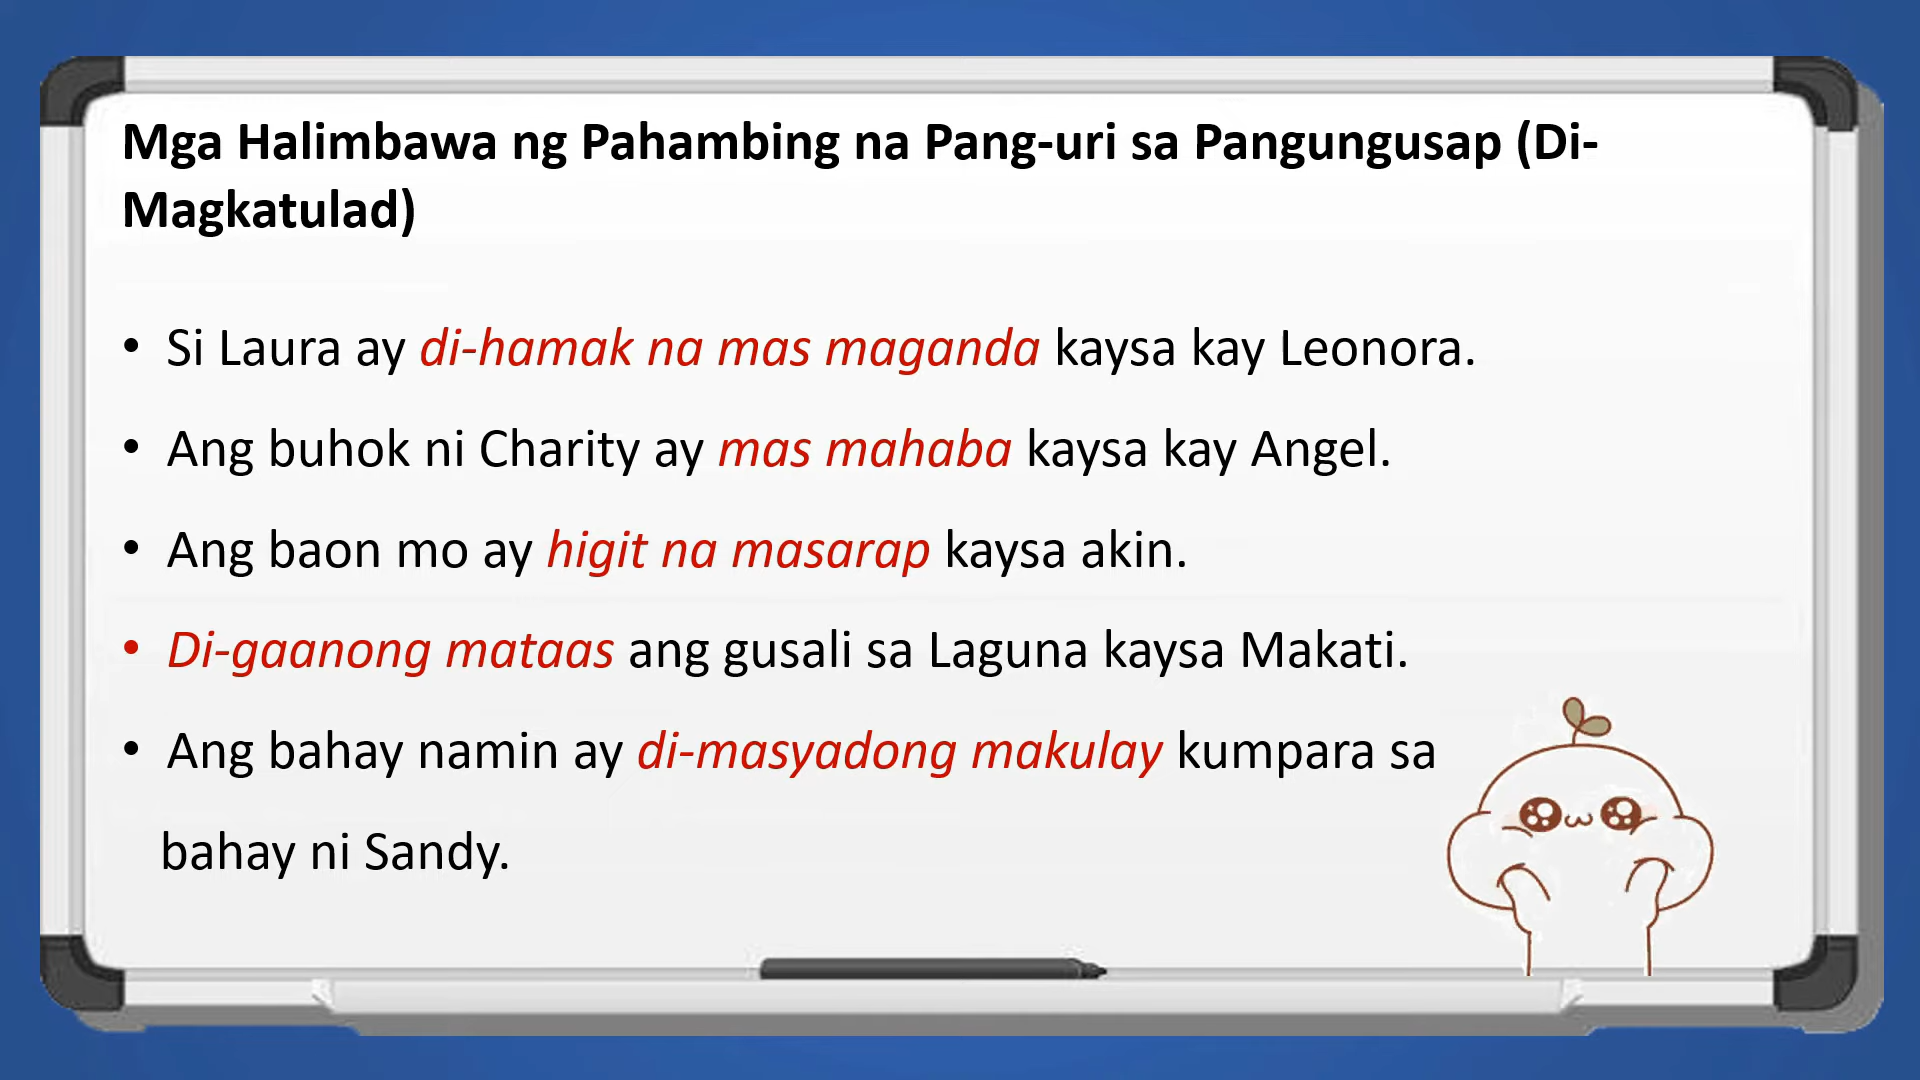 Mga Halimbawa ng Pahambing na Pang-uri sa Pangungusap (Di-
Magkatulad)
• Si Laura ay di-hamak na mas maganda kaysa kay Leonora.
• Ang buhok ni Charity ay mas mahaba kaysa kay Angel.
• Ang baon mo ay higit na masarap kaysa akin.
• Di-gaanong mataas ang gusali sa Laguna kaysa Makati.
• Ang bahay namin ay di-masyadong makulay kumpara sa
bahay ni Sandy.